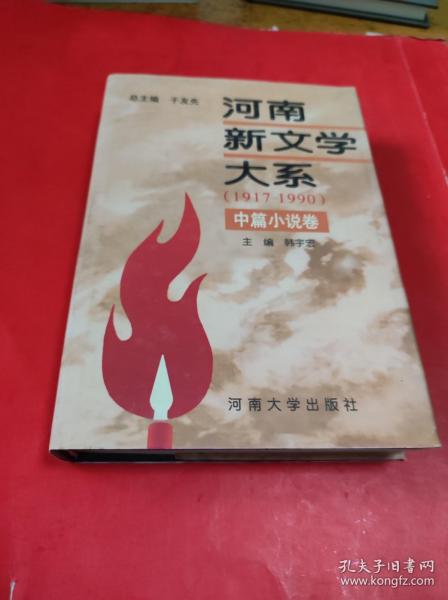 总主编 于友先
河南
新文学
大系
(1917-1990)
中篇小说卷
主编 韩宇宏
河南大学出版社
孔夫子旧书网
www.kongfz.com